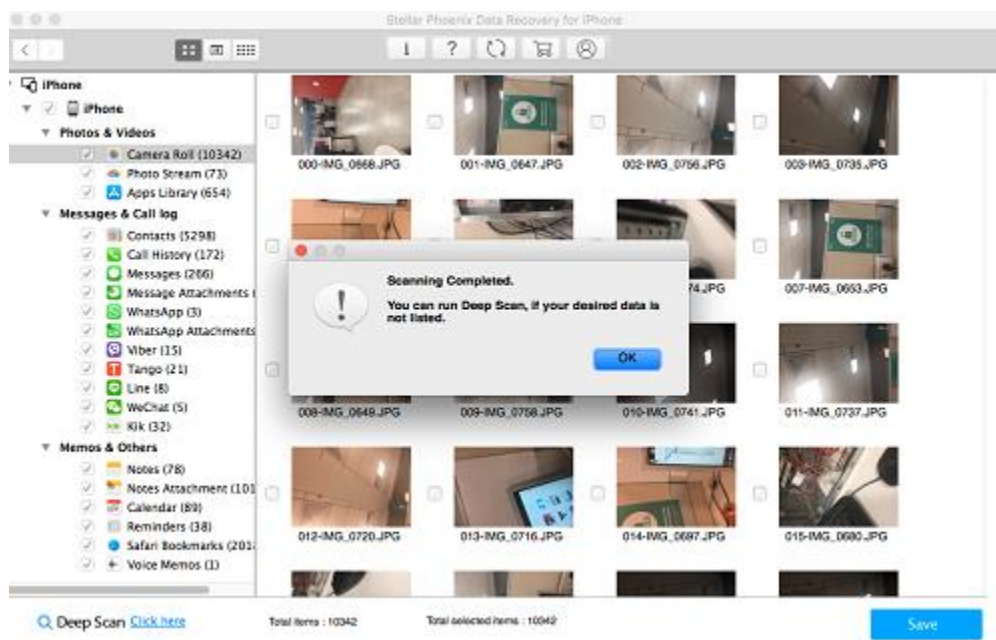 Stellar Phoenix Data Recovery for iPhone
iPhone
iPhone
Photos & Videos
Camera Roll (10342)
Photo Stream (73)
Apps Library (654)
Messages & Call log
Contacts (5298)
Call History (172)
Messages (266)
Message Attachments (
WhatsApp (3)
WhatsApp Attachments
Viber (15)
Tango (21)
Line (8)
WeChat (5)
Kik (32)
Memos & Others
Notes (78)
Notes Attachment (101
Calendar (89)
Reminders (38)
Safari Bookmarks (201
Voice Memos (1)
000-IMG_0668.JPG
001-IMG_0647.JPG
002-IMG_0756.JPG
003-IMG_0735.JPG
Scanning Completed.
You can run Deep Scan, if your desired data is
not listed.
OK
74.JPG
007-IMG_0653.JPG
008-IMG_0649.JPG
009-IMG_0758.JPG
010-IMG_0741.JPG
011-IMG_0737.JPG
012-IMG_0720.JPG
013-IMG_0716.JPG
014-IMG_0697.JPG
015-IMG_0680.JPG
Deep Scan Click here
Total items : 10342
Total selected items : 10342
Save